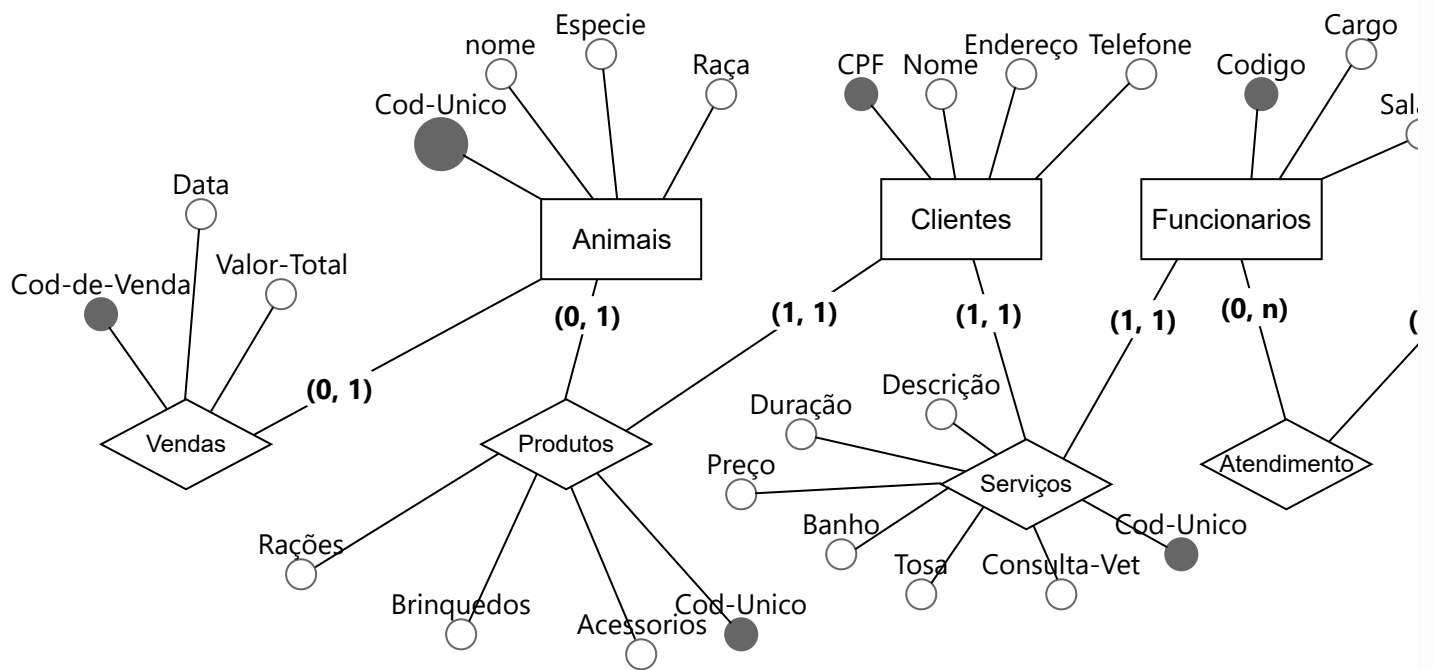 Cargo
Especie
nome
Endereço
Telefone
Raça
CPF
Nome
Codigo
Cod-Unico
Data
Clientes
Funcionarios
Animais
Valor-Total
Cod-de-Venda
(0, 1)
(1, 1)
(1, 1)
(1, 1)
(0, n)
(0, 1)
Descrição
Duração
Vendas
Produtos
Preço
Atendimento
Serviços
Banho
Cod-Unico
Rações
Tosa
Consulta-Vet
Brinquedos
Cod-Unico
Acessorios